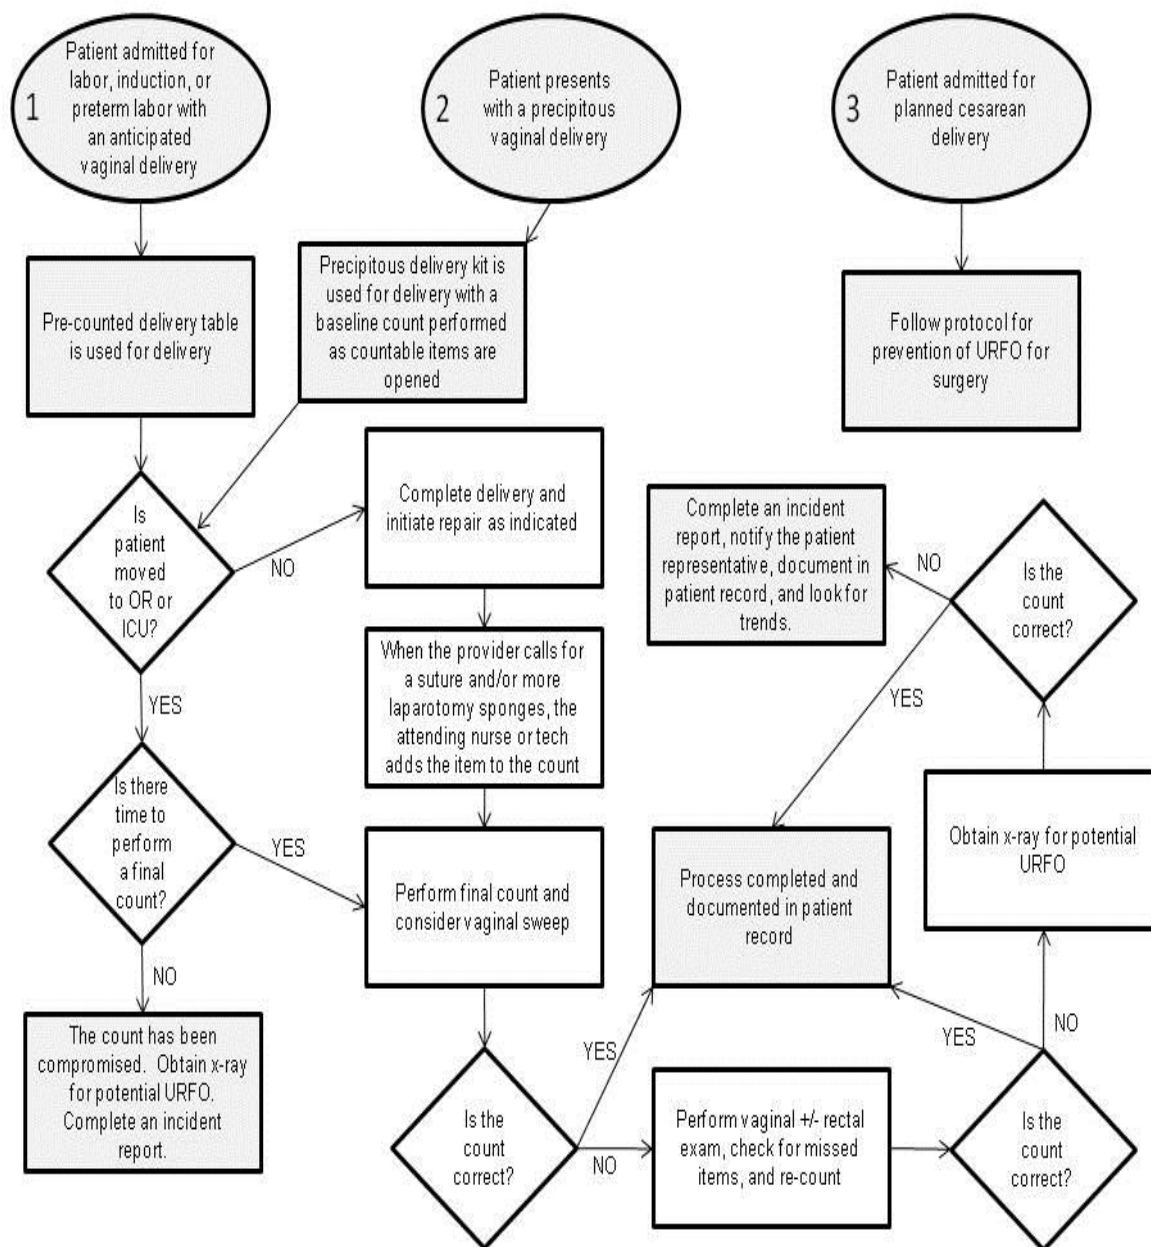 1
Patient admitted for
labor, induction, or
preterm labor with
an anticipated
vaginal delivery
2
Patient presents
with a precipitous
vaginal delivery
3
Patient admitted for
planned cesarean
delivery
Pre-counted delivery table
is used for delivery
Precipitous delivery kit is
used for delivery with a
baseline count performed
as countable items are
opened
Follow protocol for
prevention of URFO for
surgery
Is
patient
moved
to OR or
ICU?
NO
YES
Complete delivery and
initiate repair as indicated
When the provider calls for
a suture and/or more
laparotomy sponges, the
attending nurse or tech
adds the item to the count
Is there
time to
perform
a final
count?
YES
NO
Perform final count and
consider vaginal sweep
The count has been
compromised. Obtain x-ray
for potential URFO.
Complete an incident
report.
Is the
count
correct?
YES
NO
Perform vaginal +/- rectal
exam, check for missed
items, and re-count
Is the
count
correct?
YES
NO
Obtain x-ray for potential
URFO
Is the
count
correct?
NO
YES
Complete an incident
report, notify the patient
representative, document in
patient record, and look for
trends.
Process completed and
documented in patient
record